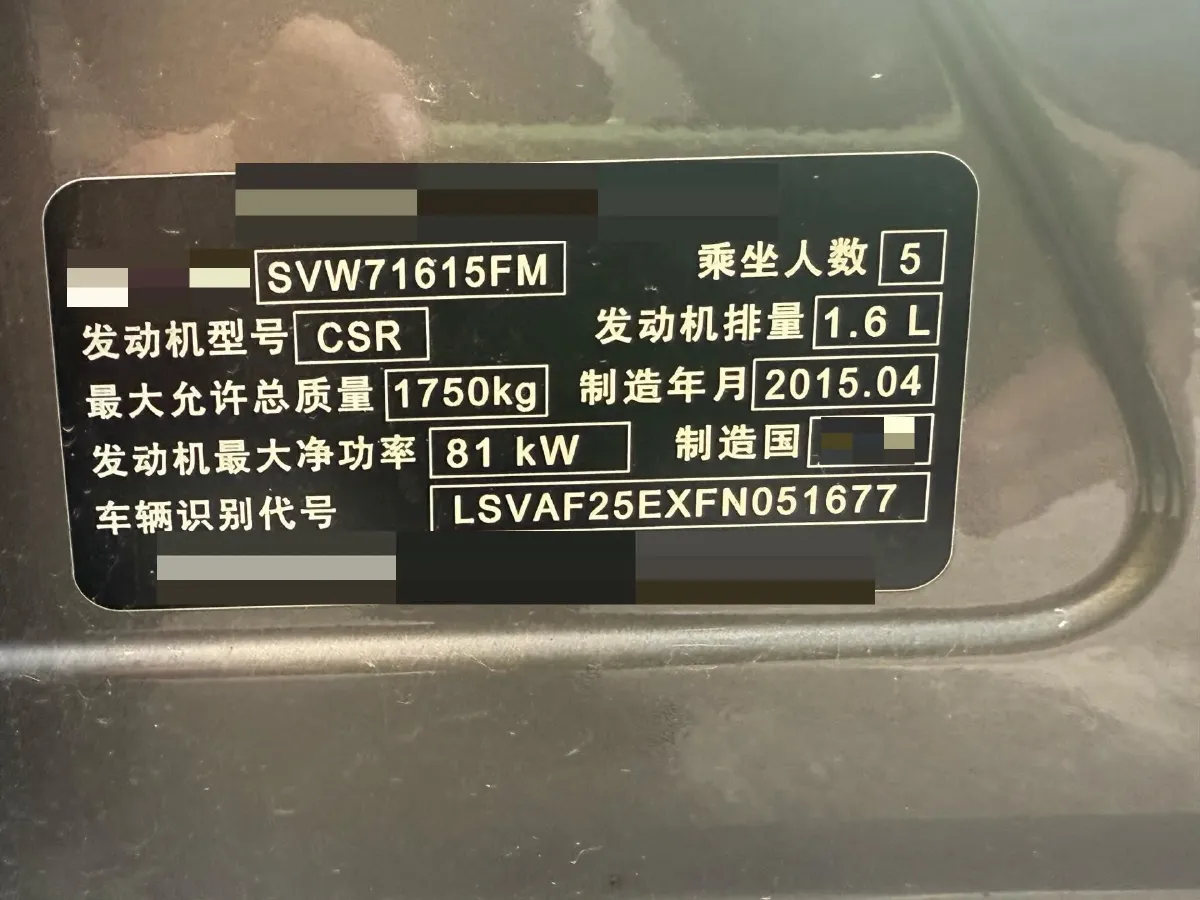 SVW71615FM 乘坐人数 5
发动机型号 CSR 发动机排量 1.6 L
最大允许总质量 1750kg 制造年月 2015.04
发动机最大净功率 81 kW 制造国
车辆识别代号 LSVAF25EXFN051677